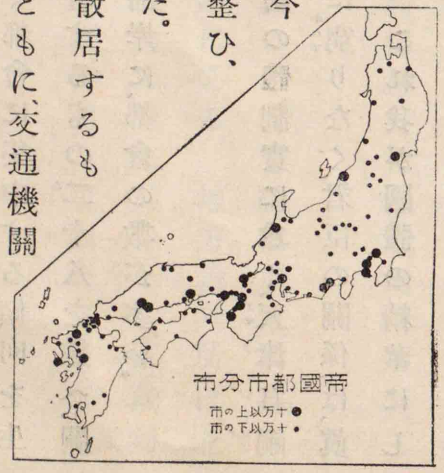 帝國都市分布
十万以上の市
十万以下の市
今
整ひ、
た。
散居するも
ともに、交通機關